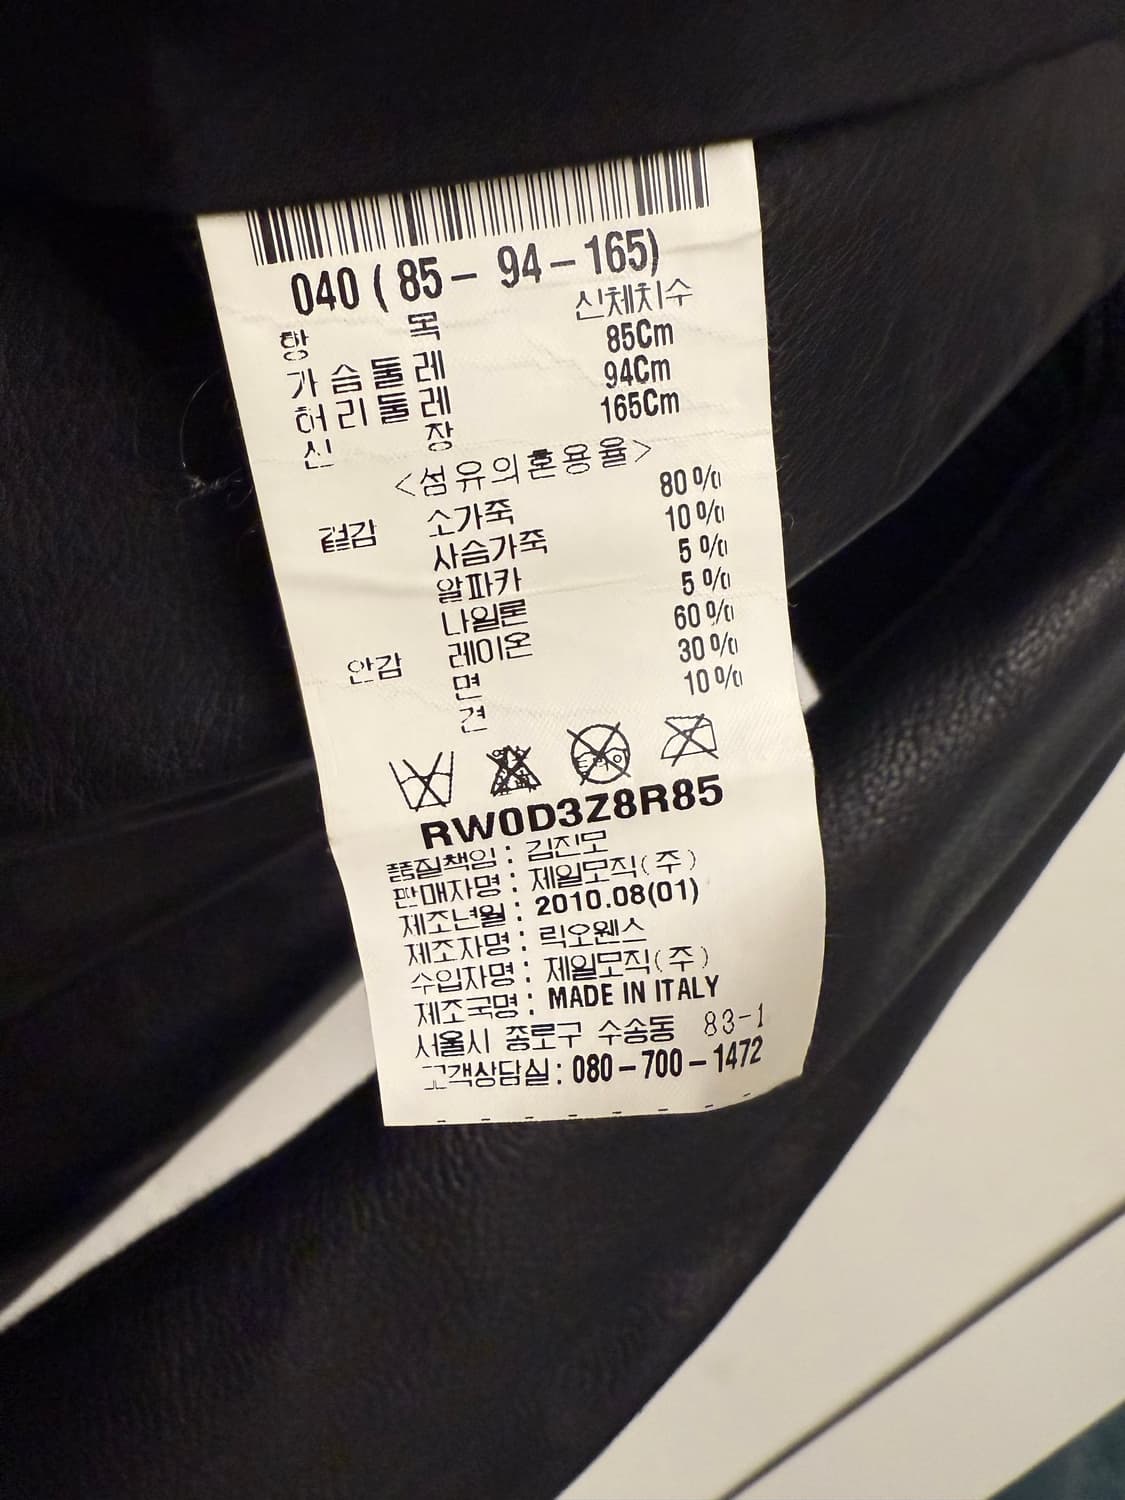 040 ( 85 - 94 - 165)
항 목 신체치수
가 슴 둘 레 85Cm
허 리 둘 레 94Cm
신 장 165Cm
<섬유의혼용율>
겉감 소가죽 80%
사슴가죽 10%
알파카 5%
나일론 5%
안감 레이온 60%
면 30%
견 10%
RW0D3Z8R85
품질책임 : 김진모
판매자명 : 제일모직(주)
제조년월 : 2010.08(01)
제조자명 : 릭오웬스
수입자명 : 제일모직(주)
제조국명 : MADE IN ITALY
서울시 종로구 수송동 83-1
고객상담실 : 080-700-1472